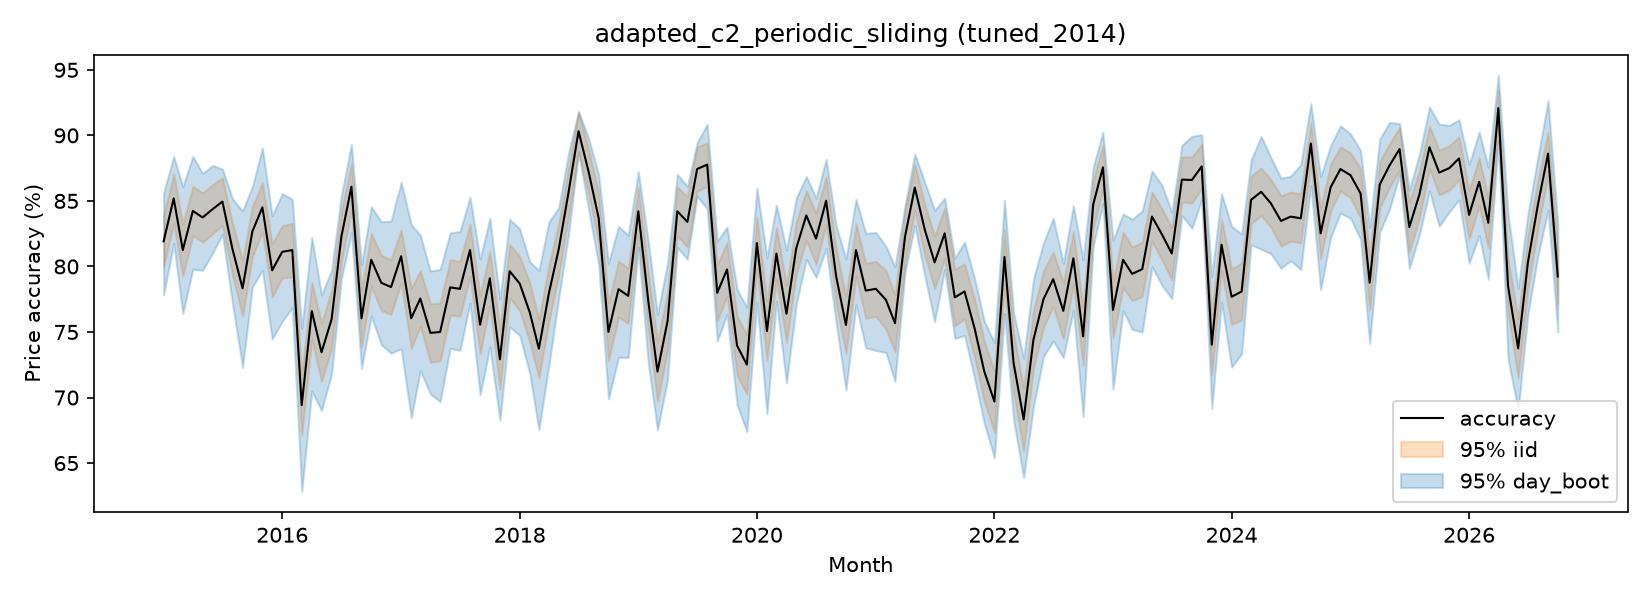 adapted_c2_periodic_sliding (tuned_2014)
95
90
85
80
75
70
65
Price accuracy (%)
accuracy
95% iid
95% day_boot
2016 2018 2020 2022 2024 2026
Month